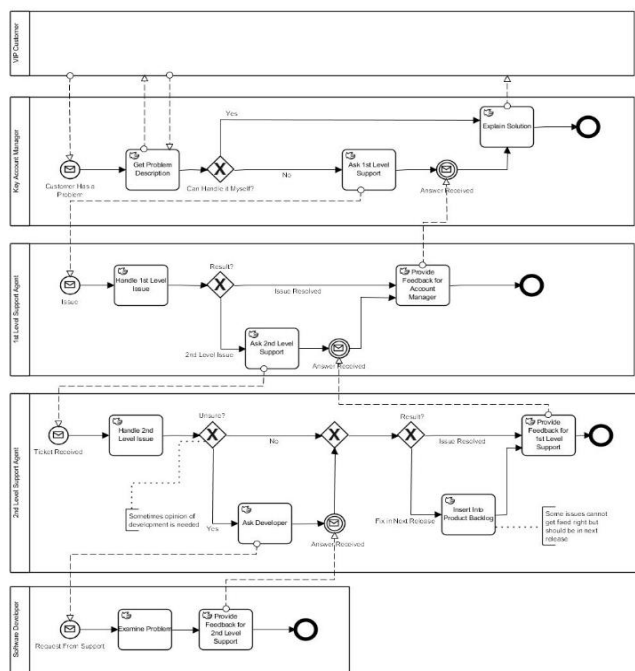 VIP Customer
Key Account Manager
Customer Has a
Problem
Get Problem
Description
Can Handle it Myself?
Yes
No
Ask 1st Level
Support
Answer Received
Explain Solution
1st Level Support Agent
Issue
Handle 1st Level
Issue
Result?
Issue Resolved
2nd Level Issue
Ask 2nd Level
Support
Answer Received
Provide
Feedback for
Account
Manager
2nd Level Support Agent
Ticket Received
Handle 2nd
Level Issue
Unsure?
No
Yes
Sometimes opinion of
development is needed
Ask Developer
Answer Received
Result?
Issue Resolved
Fix in Next Release
Insert Into
Product Backlog
Provide
Feedback for 1st
Level Support
Some issues cannot
get feed right but
should be in next
release
Software Developer
Request From Support
Examine Problem
Provide
Feedback for 2nd
Level Support